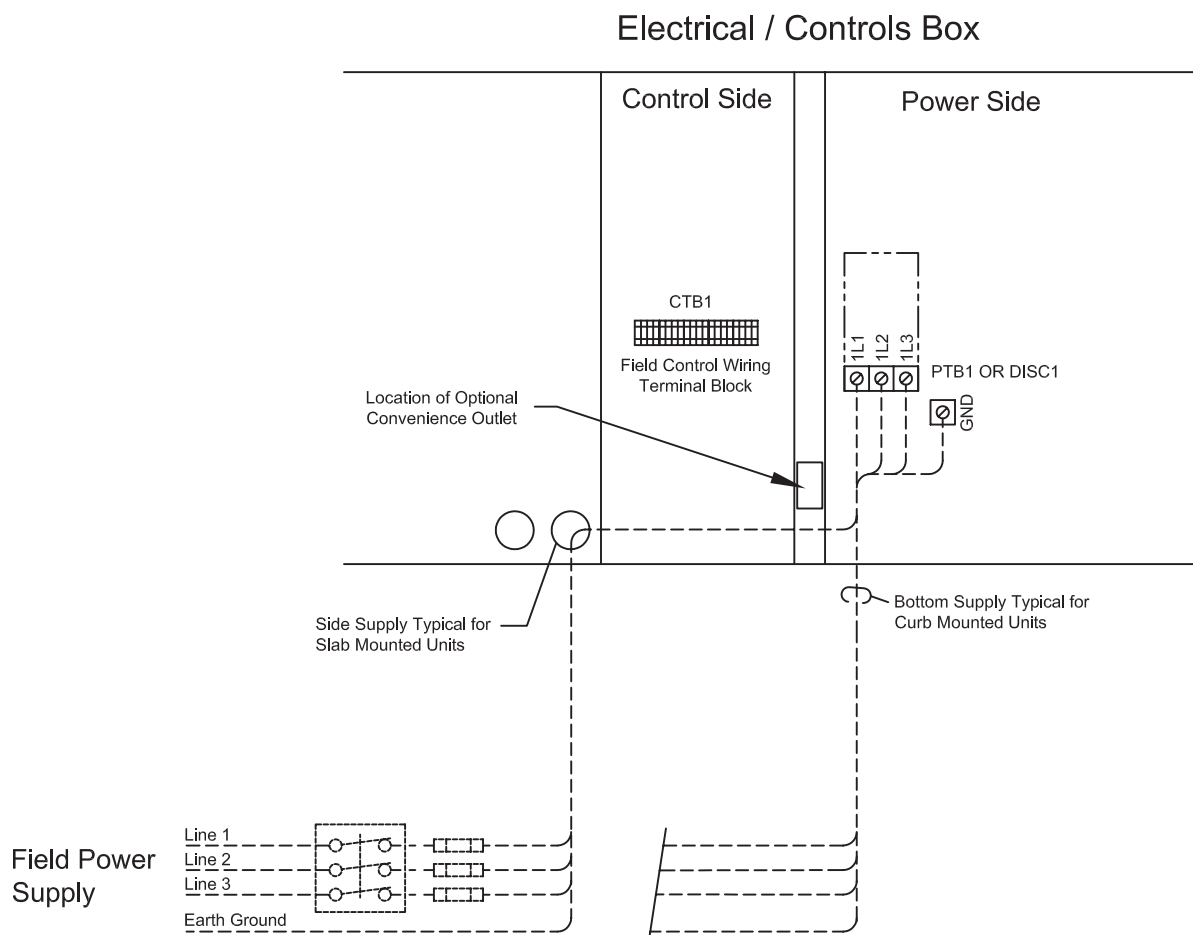 Electrical / Controls Box
Control Side
Power Side
CTB1
Field Control Wiring
Terminal Block
1L1
1L2
1L3
PTB1 OR DISC1
GND
Location of Optional
Convenience Outlet
Side Supply Typical for
Slab Mounted Units
Bottom Supply Typical for
Curb Mounted Units
Field Power
Supply
Line 1
Line 2
Line 3
Earth Ground